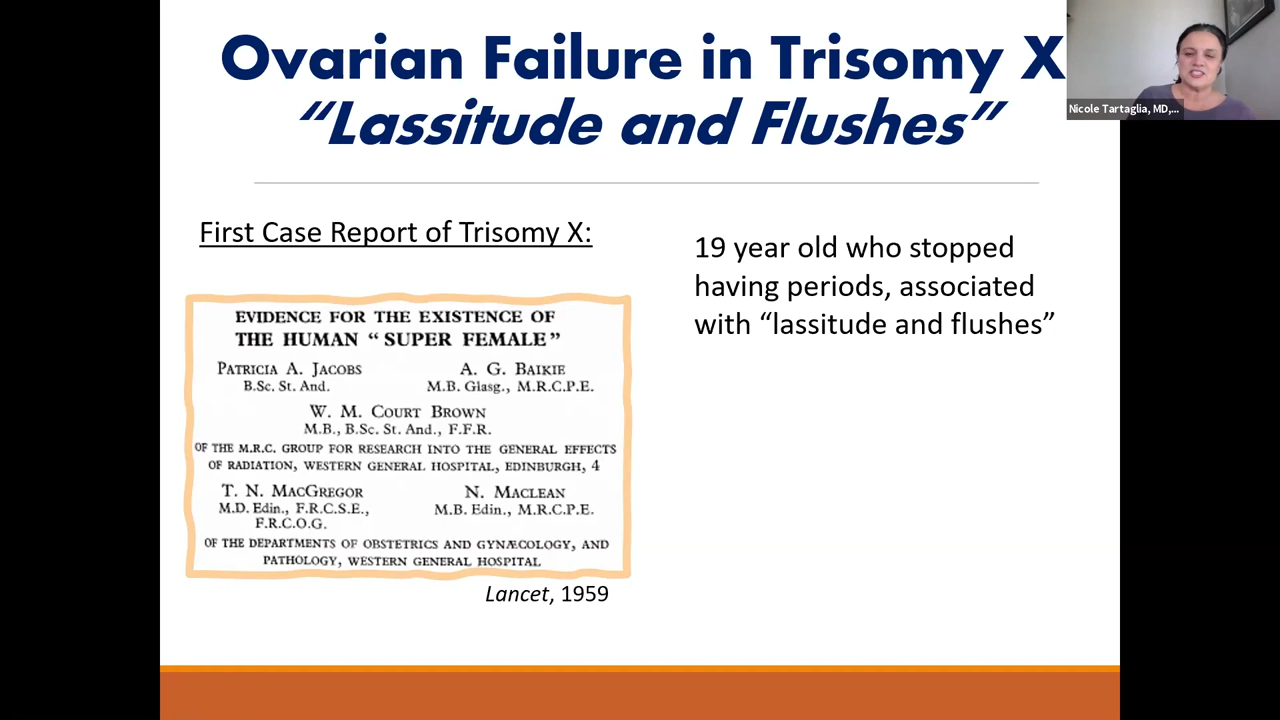 Ovarian Failure in Trisomy X
“Lassitude and Flushes”
Nicole Tartaglia, MD,...
First Case Report of Trisomy X:
19 year old who stopped
having periods, associated
with “lassitude and flushes”
EVIDENCE FOR THE EXISTENCE OF
THE HUMAN “ SUPER FEMALE ”
PATRICIA A. JACOBS
B.Sc. St. And.
A. G. BAIKIE
M.B. Glasg., M.R.C.P.E.
W. M. COURT BROWN
M.B., B.Sc. St. And., F.F.R.
OF THE M.R.C. GROUP FOR RESEARCH INTO THE GENERAL EFFECTS
OF RADIATION, WESTERN GENERAL HOSPITAL, EDINBURGH, 4
T. N. MACGREGOR
M.D. Edin., F.R.C.S.E.,
F.R.C.O.G.
N. MACLEAN
M.B. Edin., M.R.C.P.E.
OF THE DEPARTMENTS OF OBSTETRICS AND GYNÆCOLOGY, AND
PATHOLOGY, WESTERN GENERAL HOSPITAL
Lancet, 1959